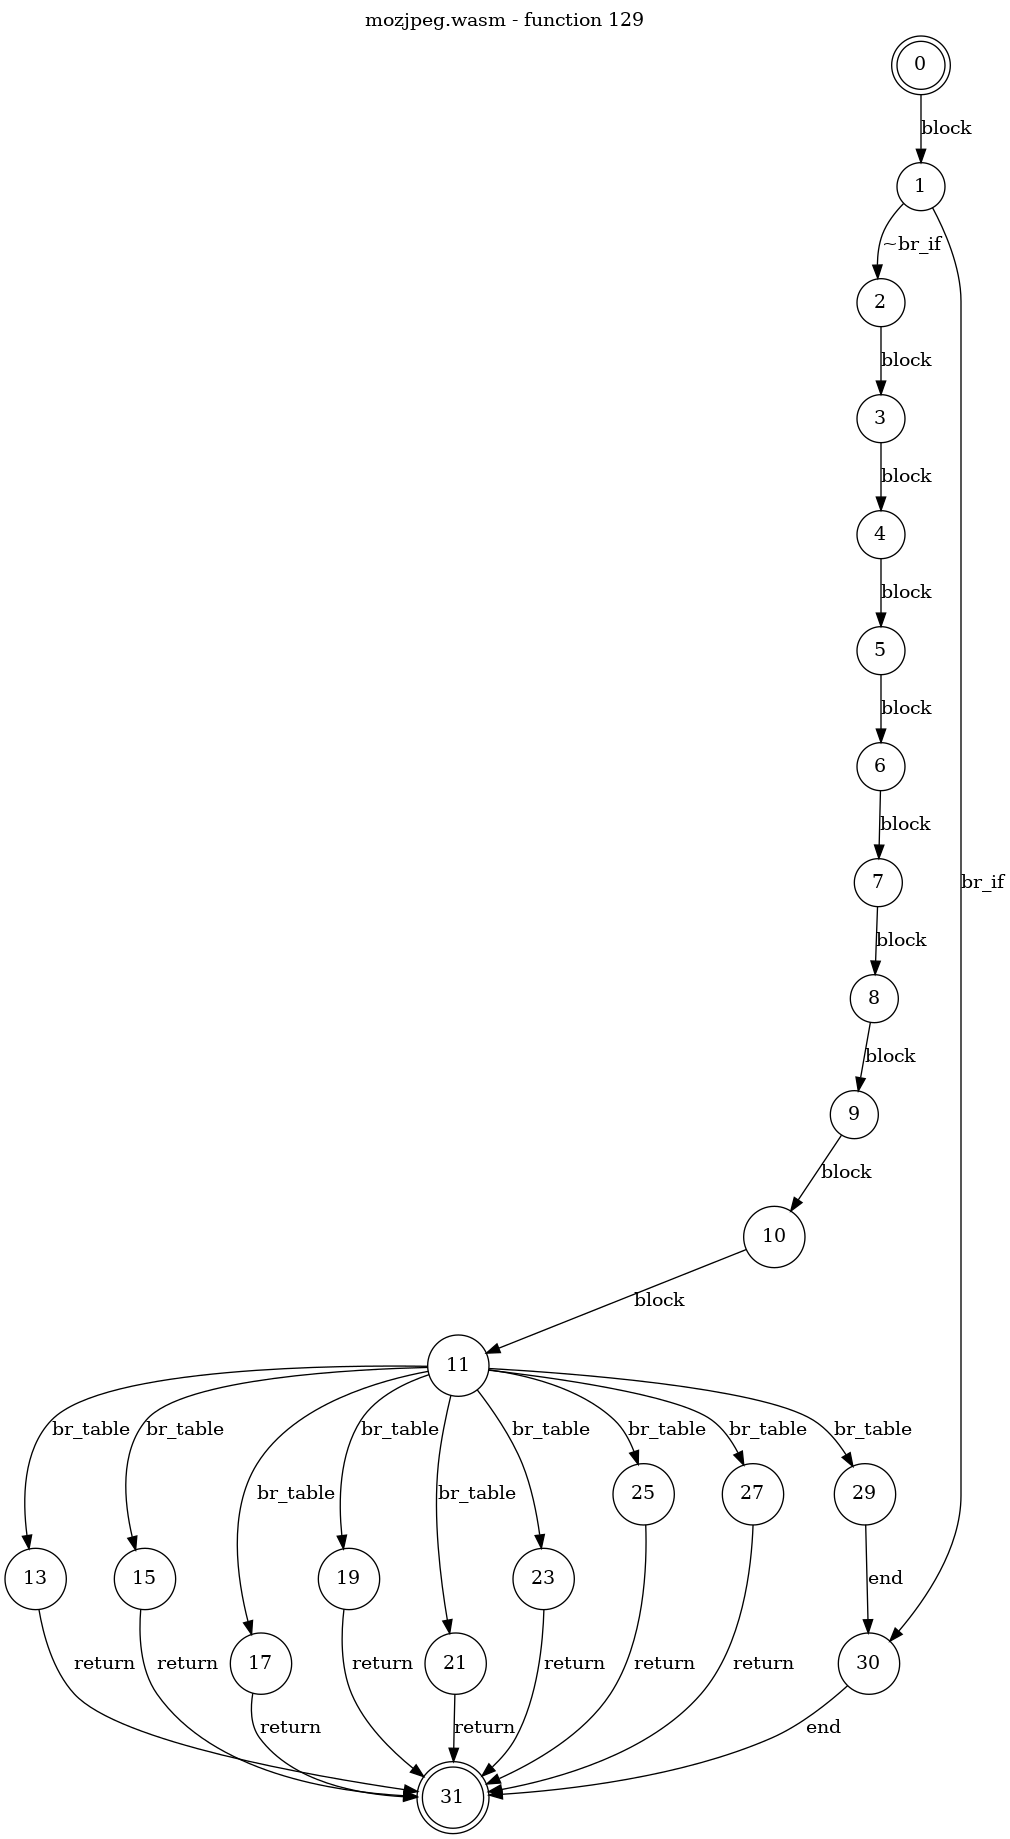 mozjpeg.wasm - function 129
0
block
1
~br_if
2
block
3
block
4
block
5
block
6
block
7
br_if
block
8
block
9
block
10
block
11
br_table br_table br_table br_table br_table br_table br_table
br_table br_table
25 27 29
13 15 19 23 end
17 21 30
return return return return return return
return return end
31